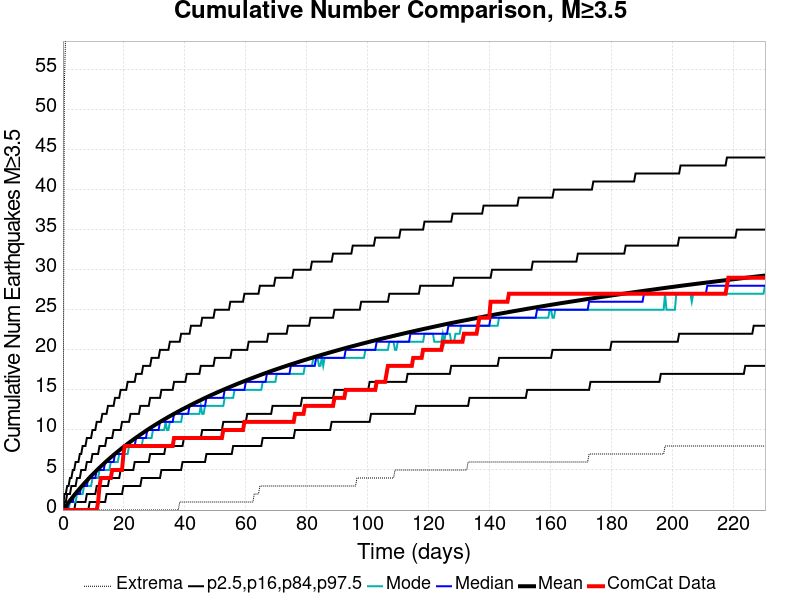 Cumulative Number Comparison, M≥3.5
Cumulative Num Earthquakes M≥3.5
55
50
45
40
35
30
25
20
15
10
5
0
0 20 40 60 80 100 120 140 160 180 200 220
Time (days)
Extrema p2.5,p16,p84,p97.5 Mode Median Mean ComCat Data